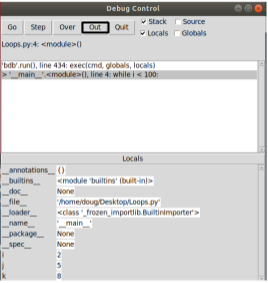 Debug Control
Go Step Over Out Quit Stack Source
Locals Globals
Loops.py:4: <module>()
'bdb'.run(), line 434: exec(cmd, globals, locals)
> '__main__'.<module>(), line 4: while i < 100:
Locals
__annotations__ {}
__builtins__ <module 'builtins' (built-in)>
__doc__ None
__file__ '/home/doug/Desktop/Loops.py'
__loader__ <class '_frozen_importlib.BuiltinImporter'>
__name__ '__main__'
__package__ None
__spec__ None
i 2
j 5
k 8